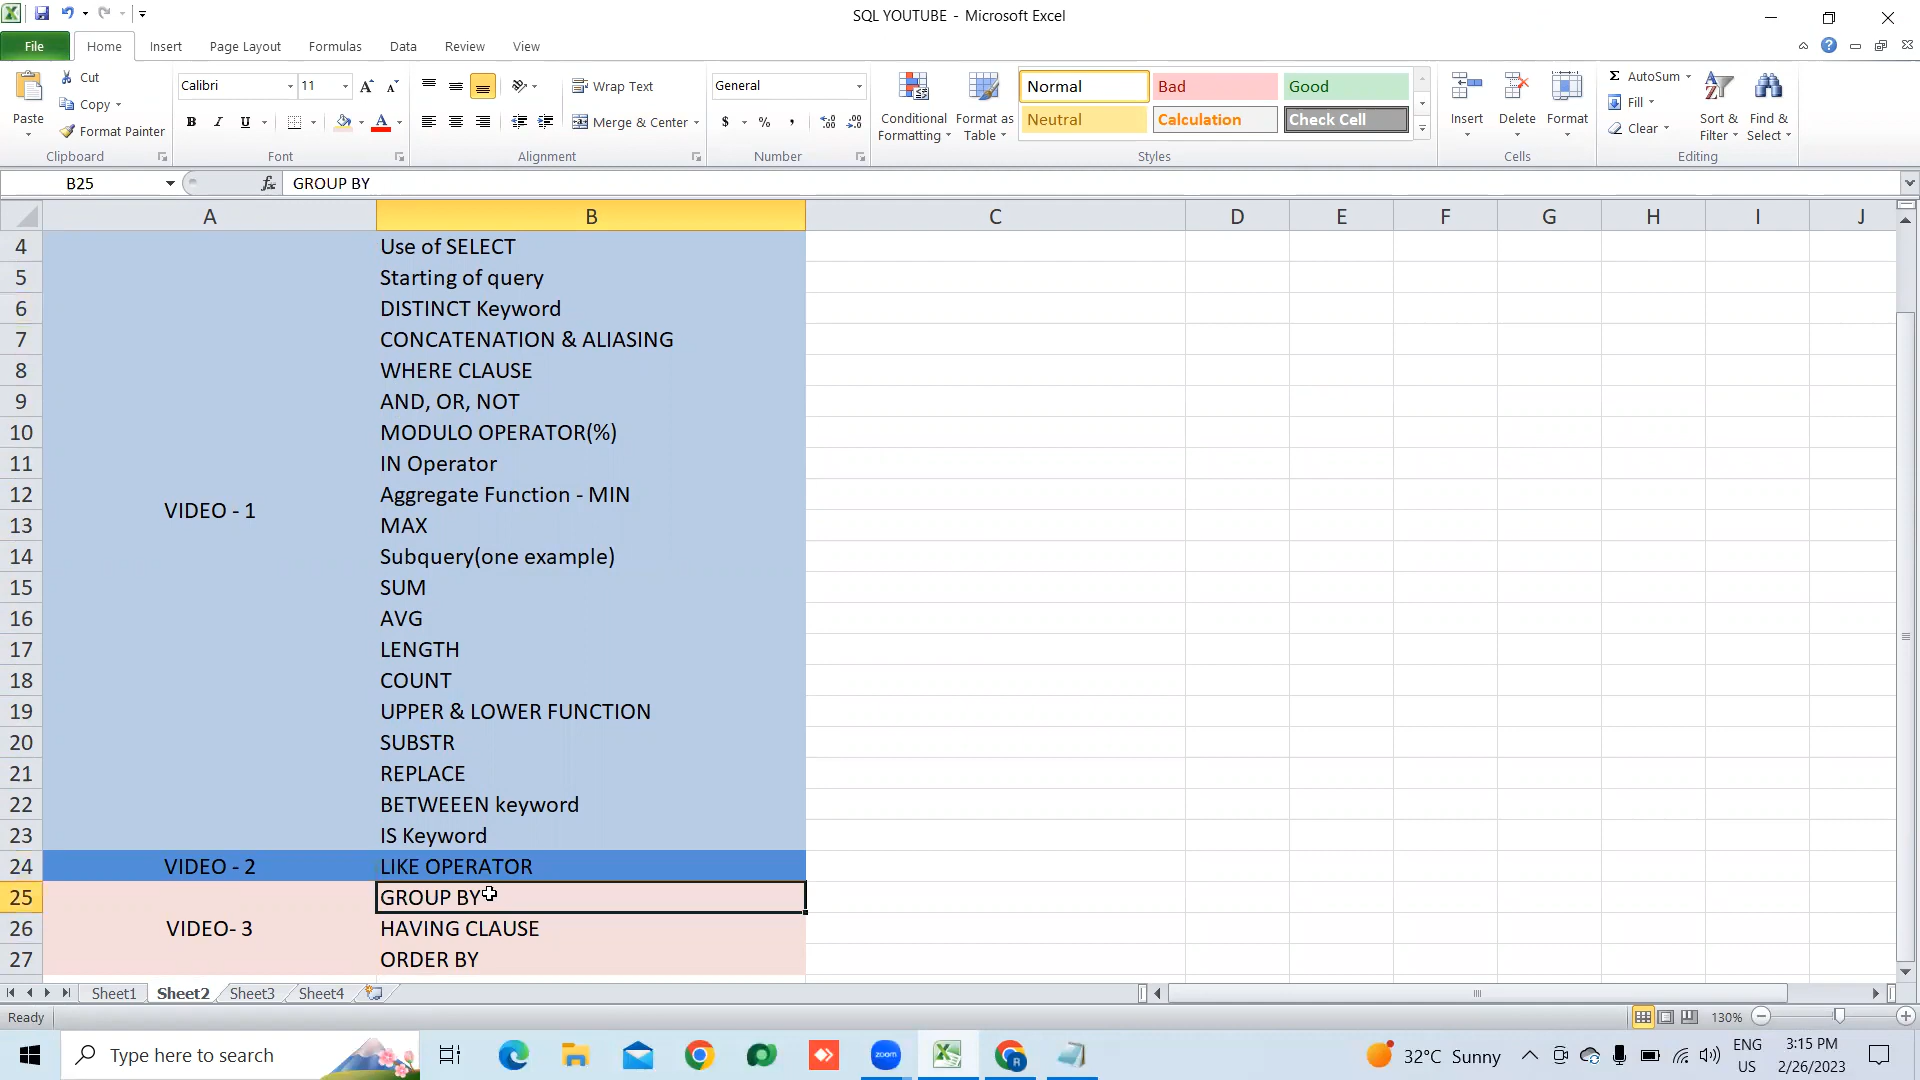 SQL YOUTUBE - Microsoft Excel
File Home Insert Page Layout Formulas Data Review View
Paste
Cut
Copy
Format Painter
Clipboard
Calibri 11
A A
B I U A
Font
Wrap Text
Merge & Center
Alignment
General
$ % ,
Number
Conditional Formatting
Format as Table
Normal Bad Good
Neutral Calculation Check Cell
Styles
Insert Delete Format
Cells
Σ AutoSum
Fill
Clear
Sort & Filter
Find & Select
Editing
B25 fx GROUP BY
A B C D E F G H I J
4 Use of SELECT
5 Starting of query
6 DISTINCT Keyword
7 CONCATENATION & ALIASING
8 WHERE CLAUSE
9 AND, OR, NOT
10 MODULO OPERATOR(%)
11 IN Operator
12 Aggregate Function - MIN
VIDEO - 1
13 MAX
14 Subquery(one example)
15 SUM
16 AVG
17 LENGTH
18 COUNT
19 UPPER & LOWER FUNCTION
20 SUBSTR
21 REPLACE
22 BETWEEEN keyword
23 IS Keyword
24 VIDEO - 2 LIKE OPERATOR
25 GROUP BY
26 VIDEO- 3 HAVING CLAUSE
27 ORDER BY
Sheet1 Sheet2 Sheet3 Sheet4
Ready 130%
Type here to search
zoom
32°C Sunny
ENG
US
3:15 PM
2/26/2023